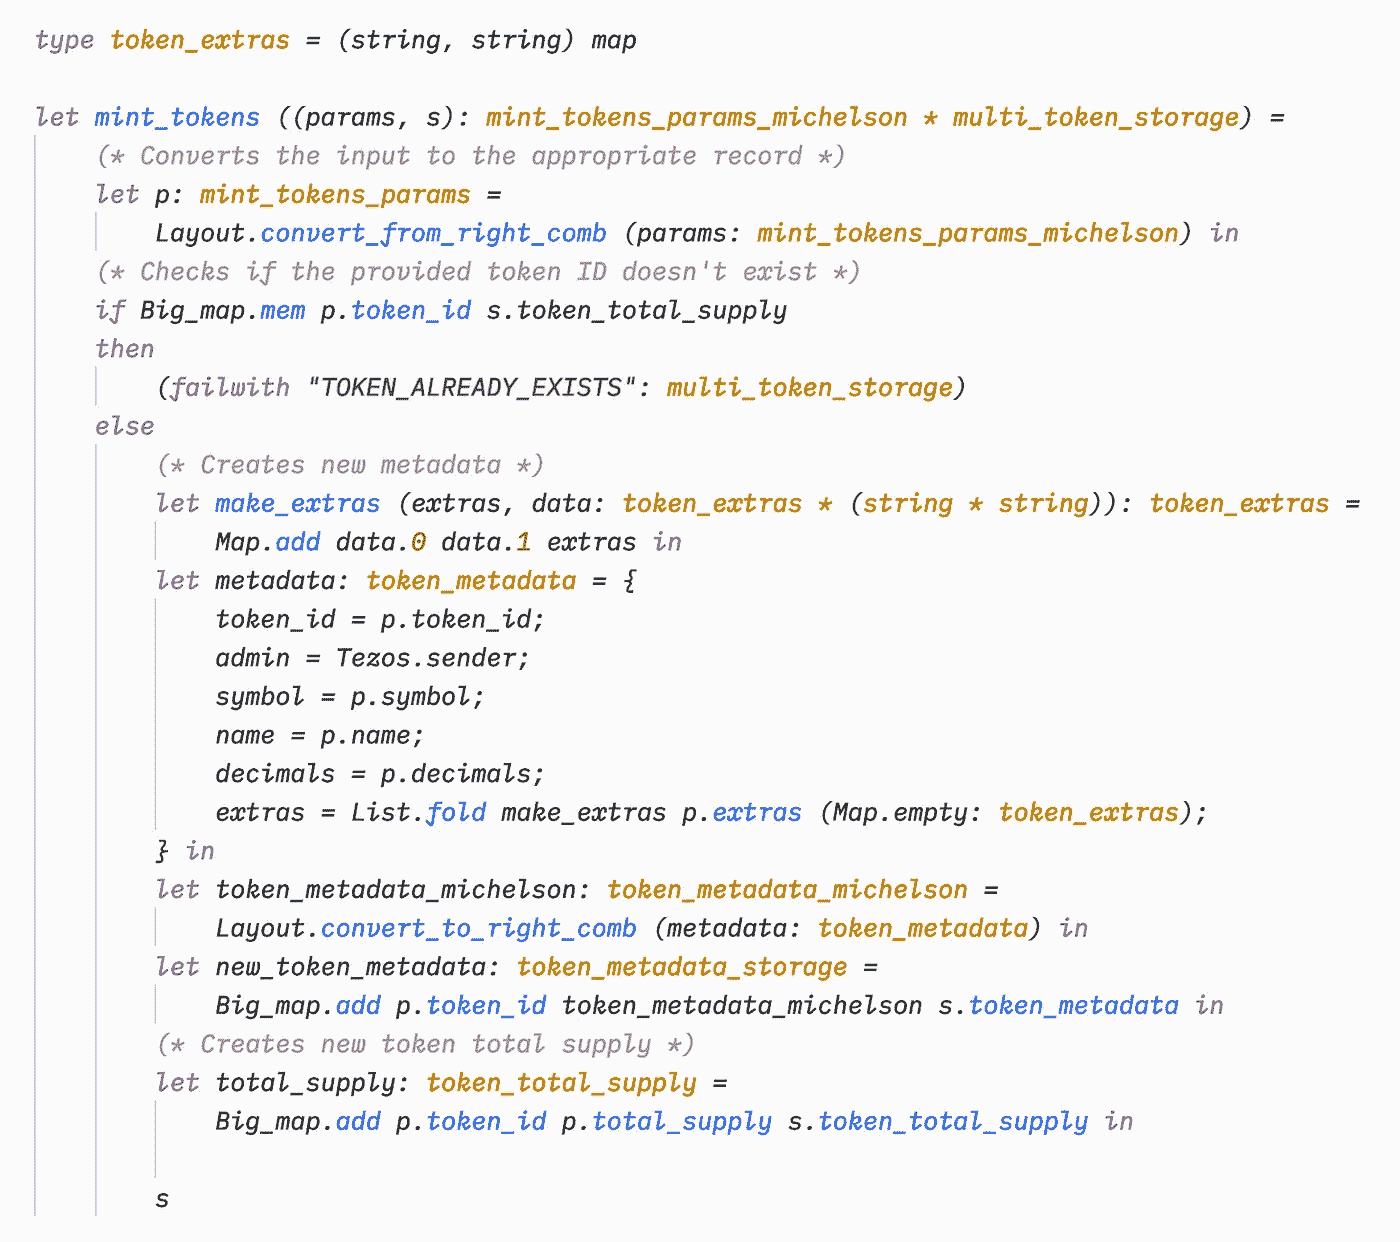 type token_extras = (string, string) map
let mint_tokens ((params, s): mint_tokens_params_michelson * multi_token_storage) =
(* Converts the input to the appropriate record *)
let p: mint_tokens_params =
Layout.convert_from_right_comb (params: mint_tokens_params_michelson) in
(* Checks if the provided token ID doesn't exist *)
if Big_map.mem p.token_id s.token_total_supply
then
(failwith "TOKEN_ALREADY_EXISTS": multi_token_storage)
else
(* Creates new metadata *)
let make_extras (extras, data: token_extras * (string * string)): token_extras =
Map.add data.0 data.1 extras in
let metadata: token_metadata = {
token_id = p.token_id;
admin = Tezos.sender;
symbol = p.symbol;
name = p.name;
decimals = p.decimals;
extras = List.fold make_extras p.extras (Map.empty: token_extras);
} in
let token_metadata_michelson: token_metadata_michelson =
Layout.convert_to_right_comb (metadata: token_metadata) in
let new_token_metadata: token_metadata_storage =
Big_map.add p.token_id token_metadata_michelson s.token_metadata in
(* Creates new token total supply *)
let total_supply: token_total_supply =
Big_map.add p.token_id p.total_supply s.token_total_supply in
s